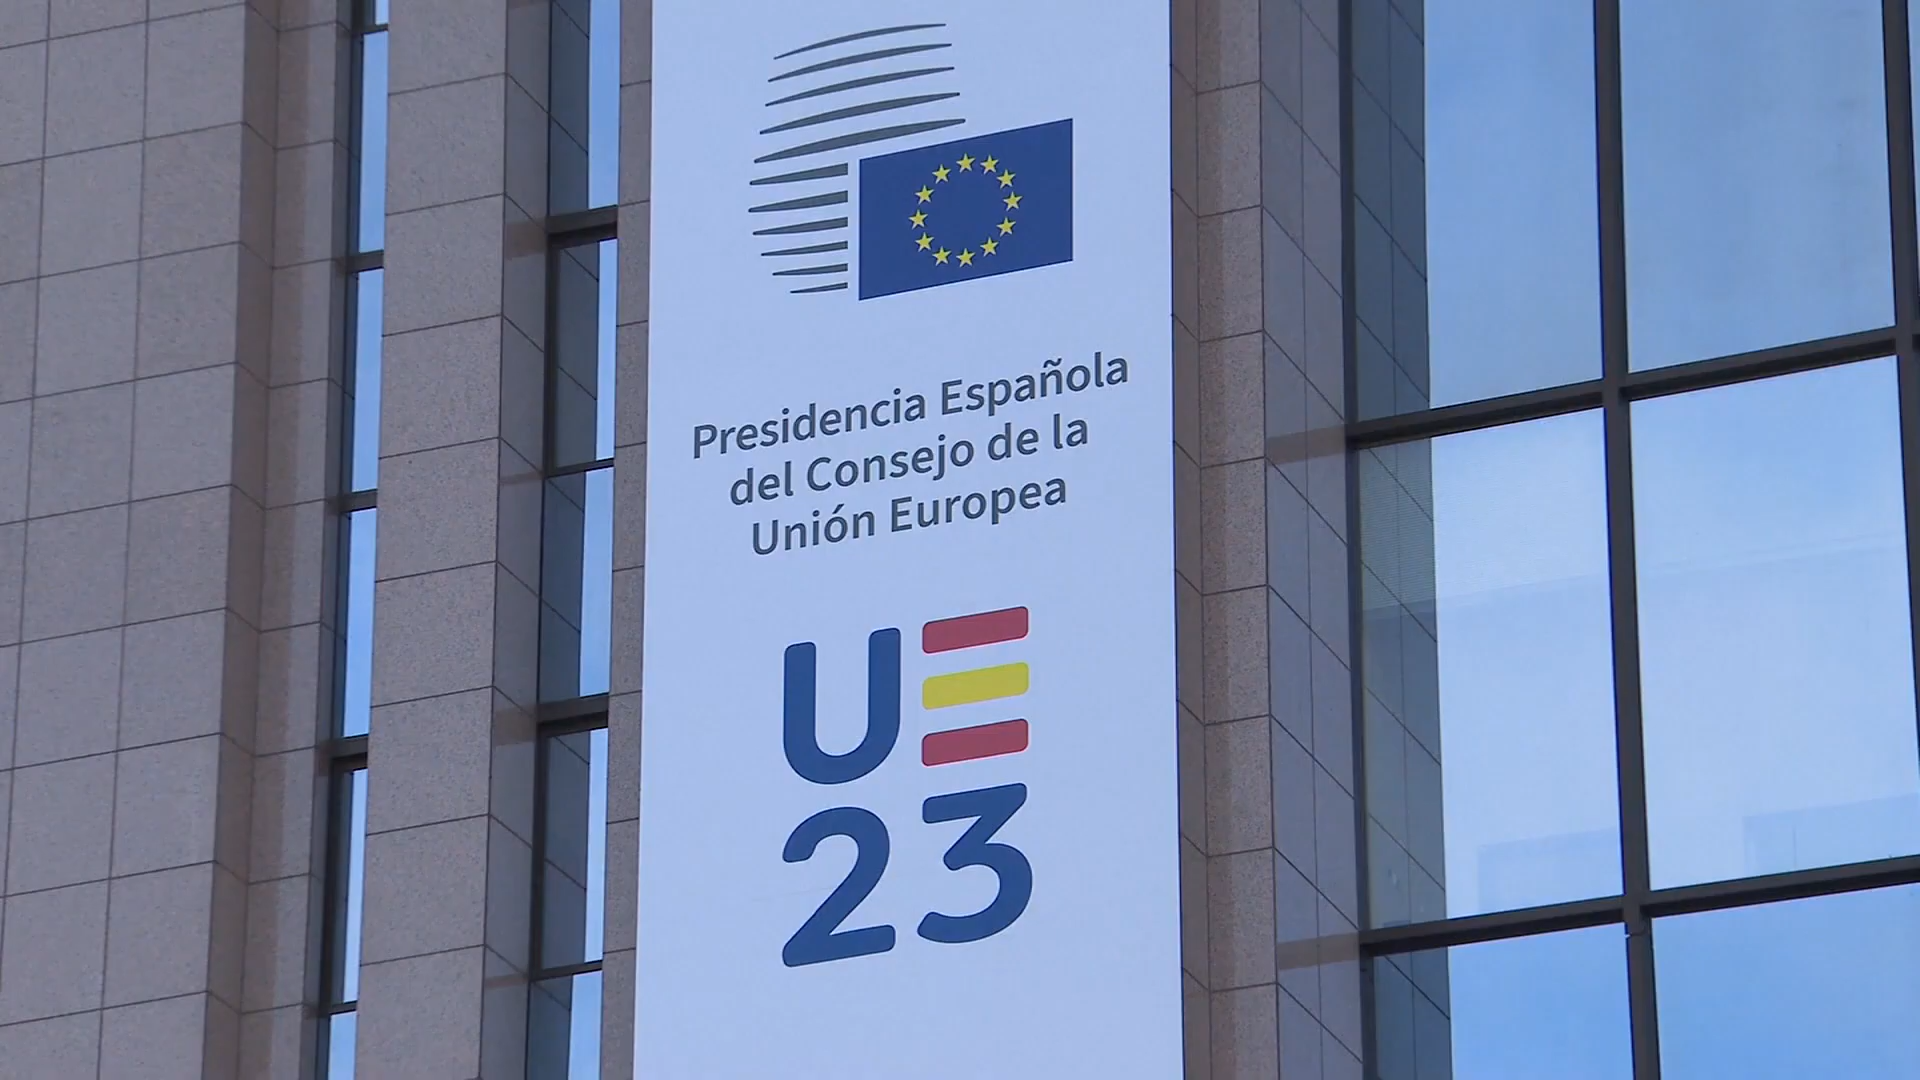 Presidencia Española
del Consejo de la
Unión Europea
UE
23